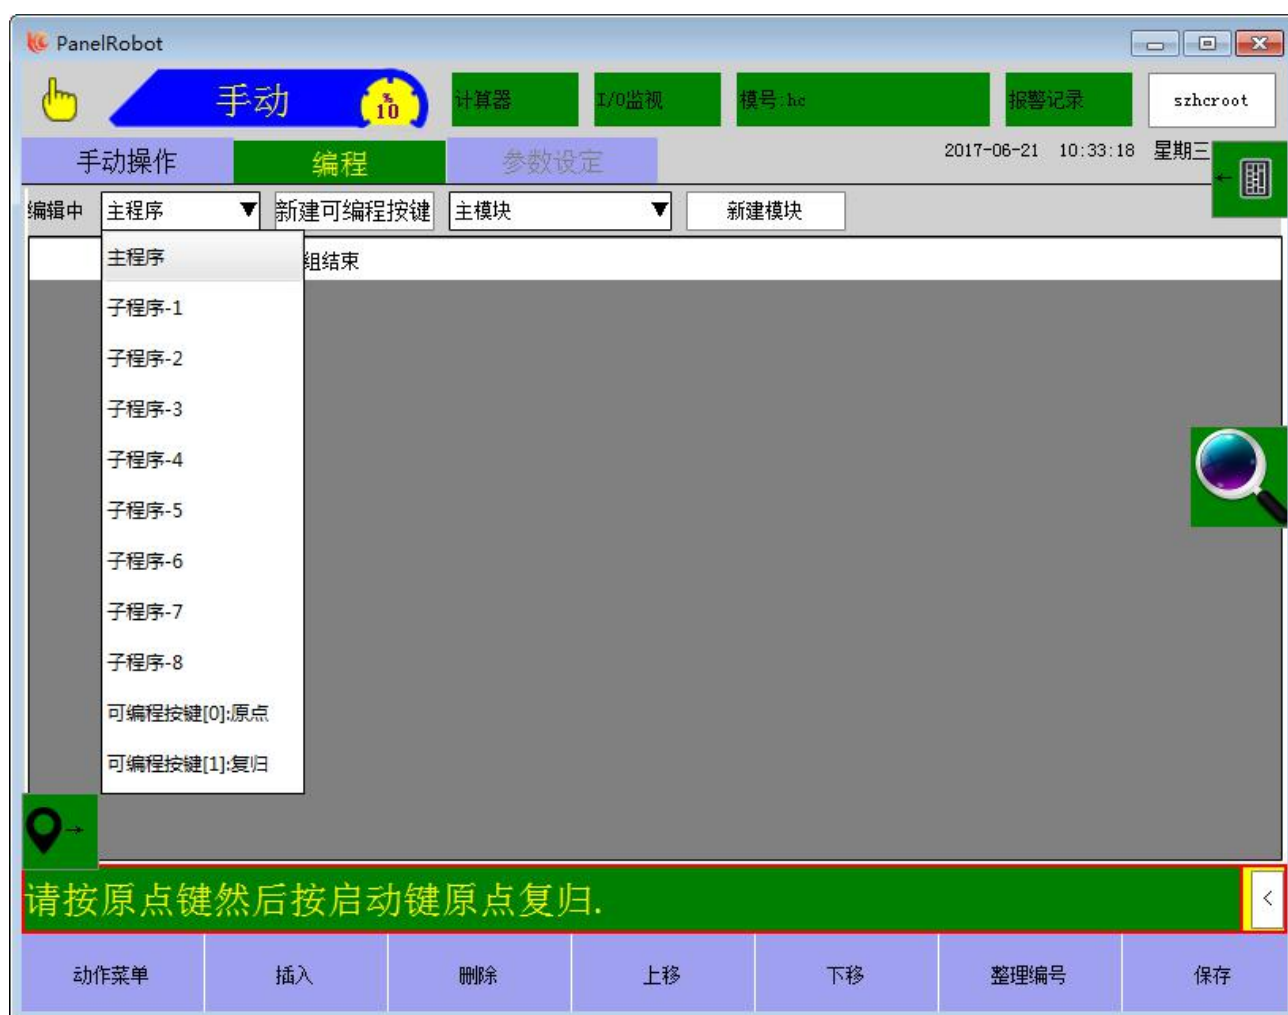 PanelRobot
手动
%
10
计算器
I/O监视
模号:hc
报警记录
szhcroot
手动操作
编程
参数设定
2017-06-21 10:33:18 星期三
编辑中
主程序
新建可编程按键
主模块
新建模块
主程序
组结束
子程序-1
子程序-2
子程序-3
子程序-4
子程序-5
子程序-6
子程序-7
子程序-8
可编程按键[0]:原点
可编程按键[1]:复归
请按原点键然后按启动键原点复归.
动作菜单
插入
删除
上移
下移
整理编号
保存